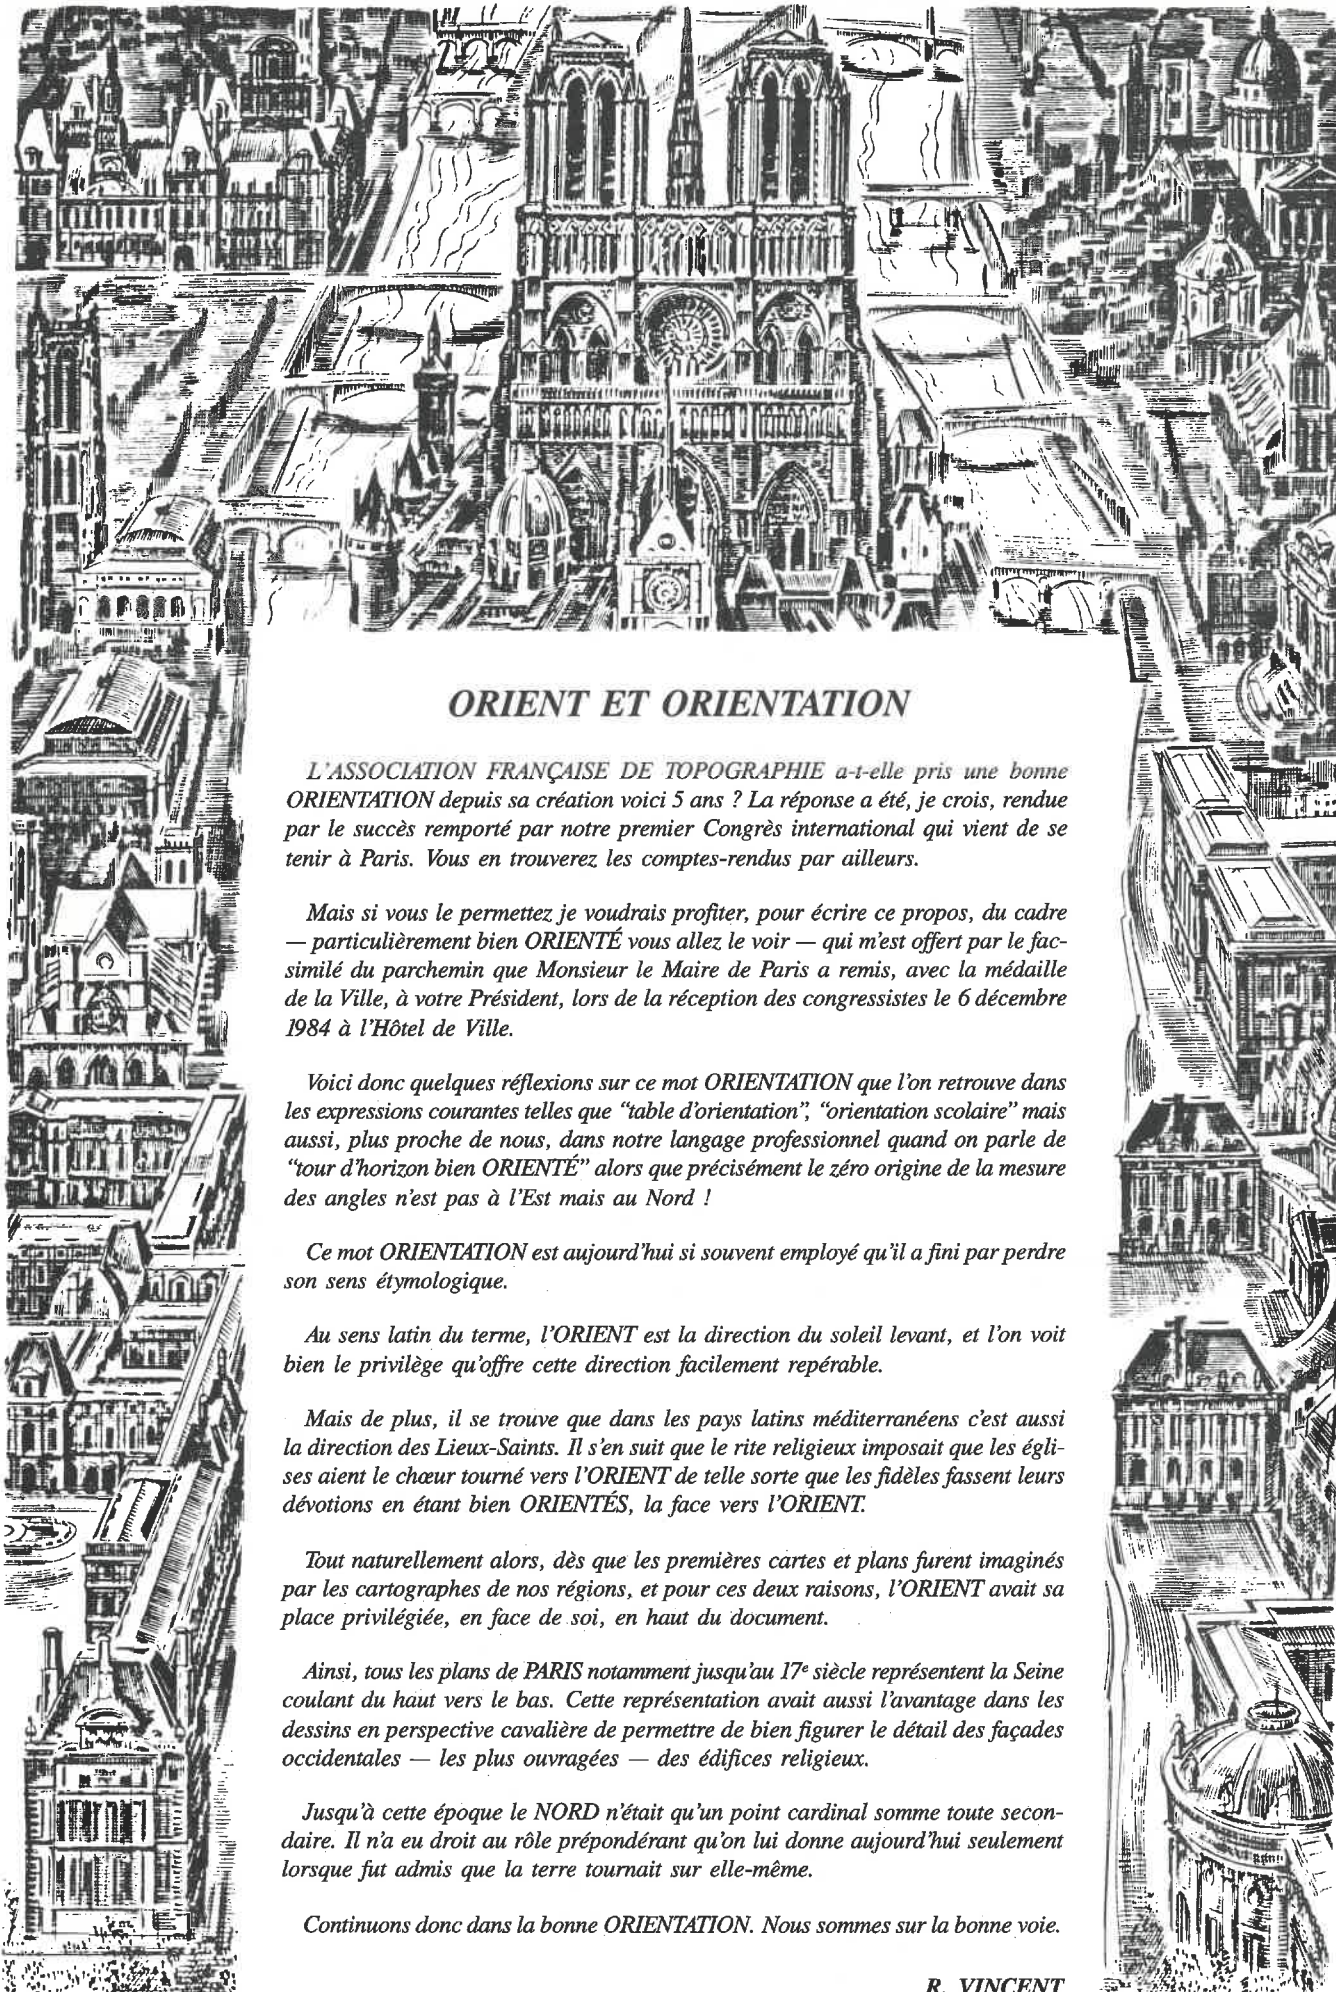 ORIENT ET ORIENTATION
L'ASSOCIATION FRANÇAISE DE TOPOGRAPHIE a-t-elle pris une bonne
ORIENTATION depuis sa création voici 5 ans ? La réponse a été, je crois, rendue
par le succès remporté par notre premier Congrès international qui vient de se
tenir à Paris. Vous en trouverez les comptes-rendus par ailleurs.
Mais si vous le permettez je voudrais profiter, pour écrire ce propos, du cadre
— particulièrement bien ORIENTÉ vous allez le voir — qui m'est offert par le fac-
similé du parchemin que Monsieur le Maire de Paris a remis, avec la médaille
de la Ville, à votre Président, lors de la réception des congressistes le 6 décembre
1984 à l'Hôtel de Ville.
Voici donc quelques réflexions sur ce mot ORIENTATION que l'on retrouve dans
les expressions courantes telles que “table d'orientation”, “orientation scolaire” mais
aussi, plus proche de nous, dans notre langage professionnel quand on parle de
“tour d'horizon bien ORIENTÉ” alors que précisément le zéro origine de la mesure
des angles n'est pas à l'Est mais au Nord !
Ce mot ORIENTATION est aujourd'hui si souvent employé qu'il a fini par perdre
son sens étymologique.
Au sens latin du terme, l'ORIENT est la direction du soleil levant, et l'on voit
bien le privilège qu'offre cette direction facilement repérable.
Mais de plus, il se trouve que dans les pays latins méditerranéens c'est aussi
la direction des Lieux-Saints. Il s'en suit que le rite religieux imposait que les égli-
ses aient le chœur tourné vers l'ORIENT de telle sorte que les fidèles fassent leurs
dévotions en étant bien ORIENTÉS, la face vers l'ORIENT.
Tout naturellement alors, dès que les premières cartes et plans furent imaginés
par les cartographes de nos régions, et pour ces deux raisons, l'ORIENT avait sa
place privilégiée, en face de soi, en haut du document.
Ainsi, tous les plans de PARIS notamment jusqu'au 17e siècle représentent la Seine
coulant du haut vers le bas. Cette représentation avait aussi l'avantage dans les
dessins en perspective cavalière de permettre de bien figurer le détail des façades
occidentales — les plus ouvragées — des édifices religieux.
Jusqu'à cette époque le NORD n'était qu'un point cardinal somme toute secon-
daire. Il n'a eu droit au rôle prépondérant qu'on lui donne aujourd'hui seulement
lorsque fut admis que la terre tournait sur elle-même.
Continuons donc dans la bonne ORIENTATION. Nous sommes sur la bonne voie.
R. VINCENT